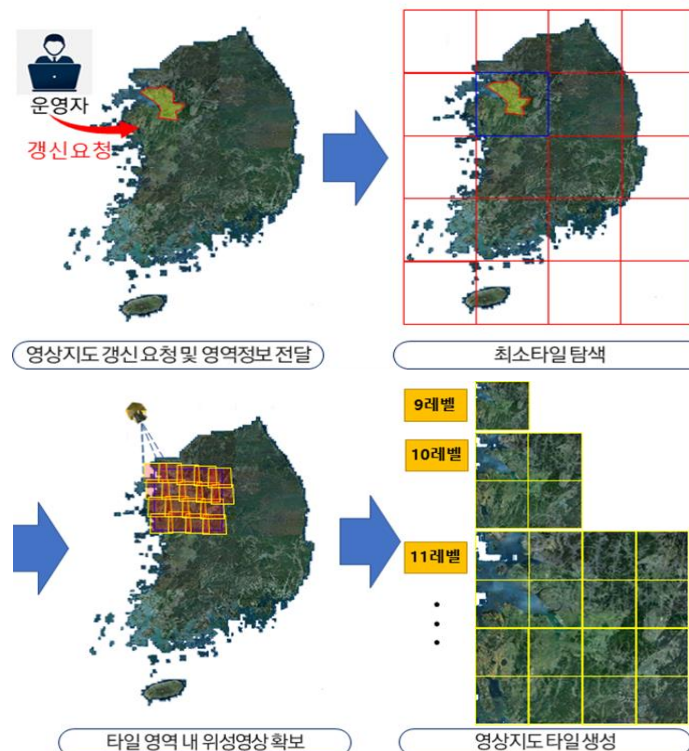 운영자
갱신요청
영상지도 갱신 요청 및 영역정보 전달
최소타일 탐색
9레벨
10레벨
11레벨
타일 영역 내 위성영상 확보
영상지도 타일 생성